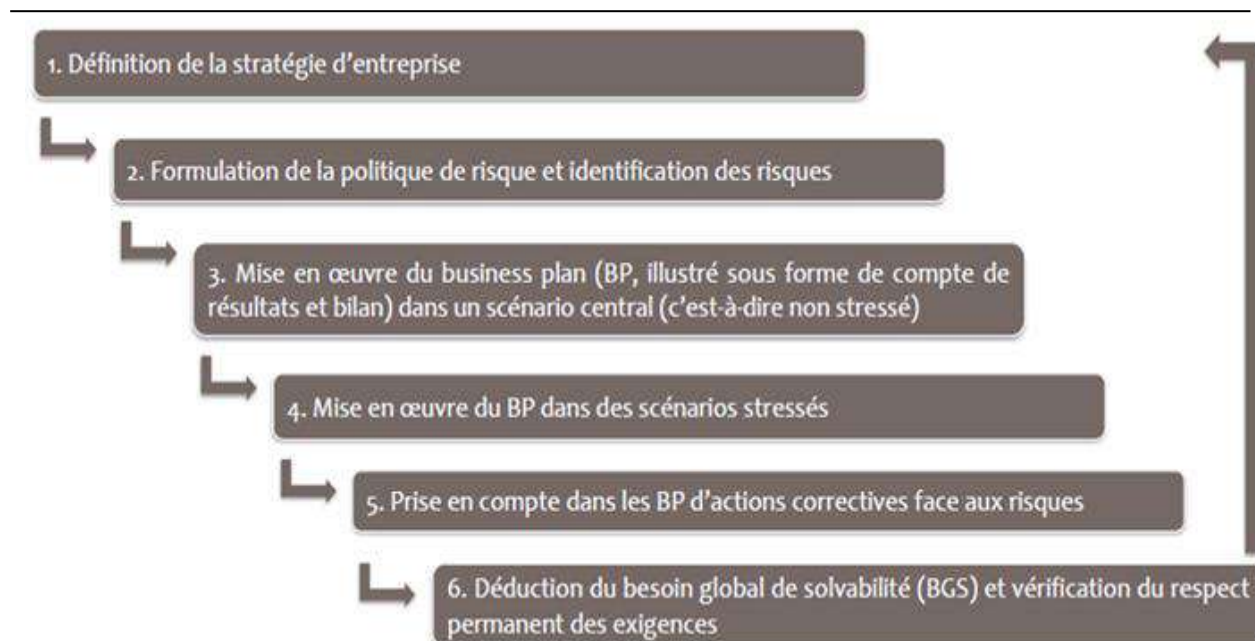 1. Définition de la stratégie d'entreprise
2. Formulation de la politique de risque et identification des risques
3. Mise en œuvre du business plan (BP, illustré sous forme de compte de
résultats et bilan) dans un scénario central (c'est-à-dire non stressé)
4. Mise en œuvre du BP dans des scénarios stressés
5. Prise en compte dans les BP d'actions correctives face aux risques
6. Déduction du besoin global de solvabilité (BGS) et vérification du respect
permanent des exigences